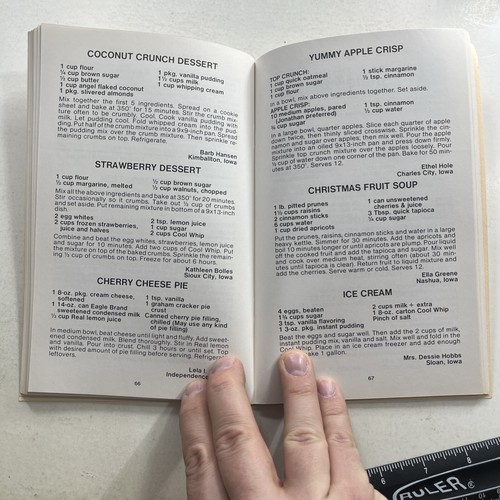 COCONUT CRUNCH DESSERT
1 cup flour
¼ cup brown sugar
½ cup butter
1 cup angel flaked coconut
1 pkg. slivered almonds
1 pkg. vanilla pudding
1½ cups milk
1 cup whipping cream
Mix together the first 5 ingredients. Spread on a cookie
sheet and bake at 350° for 15 minutes. Stir the crumb mix-
ture often to be crumbly. Cool. Cook vanilla pudding with
milk. Let pudding cool. Fold whipped cream into the pud-
ding. Put half of the crumb mixture into a 9x9-inch pan. Spread
the pudding mix over the crumb mixture. Then sprinkle re-
maining crumbs on top. Refrigerate.
Barb Hansen
Kimballton, Iowa
STRAWBERRY DESSERT
1 cup flour
½ cup margarine, melted
¼ cup brown sugar
½ cup walnuts, chopped
Mix all the above ingredients and bake at 350° for 20 minutes.
Stir occasionally so it crumbs. Take out ⅓ cup of crumbs
and set aside. Put remaining mixture in bottom of a 9x13-inch
dish.
2 egg whites
2 cups frozen strawberries,
juice and halves
2 tsp. lemon juice
1 cup sugar
2 cups Cool Whip
Combine and beat the egg whites, strawberries, lemon juice
and sugar for 10 minutes. Add two cups of Cool Whip. Put
the mixture on top of the baked crumbs. Sprinkle the remain-
ing ⅓ cup of crumbs on top. Freeze for about 6 hours.
Kathleen Bolles
Sioux City, Iowa
CHERRY CHEESE PIE
1 8-oz. pkg. cream cheese,
softened
1 14-oz. can Eagle Brand
sweetened condensed milk
⅓ cup Real lemon juice
1 tsp. vanilla
1 graham cracker pie
crust
Canned cherry pie filling,
chilled (May use any kind
of pie filling)
In medium bowl, beat cheese until light and fluffy. Add sweet-
ened condensed milk. Blend thoroughly. Stir in Real lemon
and vanilla. Pour into crust. Chill 3 hours or until set. Top
with desired amount of pie filling before serving. Refrigerate
leftovers.
Lela
Independence
66
YUMMY APPLE CRISP
TOP CRUNCH:
1 cup quick oatmeal
1 cup brown sugar
1 cup flour
1 stick margarine
½ tsp. cinnamon
In a bowl, mix above ingredients together. Set aside.
APPLE CRISP:
10 medium apples, pared
(Jonathan preferred)
¾ cup sugar
1 tsp. cinnamon
½ cup water
In a large bowl, quarter apples. Slice each quarter of apple
down twice, then thinly sliced crosswise. Sprinkle the cin-
namon and sugar over apples; then mix well. Pour the apple
mixture into an oiled 9x13-inch pan and press down firmly.
Sprinkle top crunch mixture over the apples loosely. Pour
½ cup of water down one corner of the pan. Bake for 50 min-
utes at 350°. Serves 12.
Ethel Hole
Charles City, Iowa
CHRISTMAS FRUIT SOUP
1 lb. pitted prunes
1½ cups raisins
2 cinnamon sticks
6 cups water
1 cup dried apricots
1 can unsweetened
cherries & juice
3 Tbsp. quick tapioca
¼ cup sugar
Put the prunes, raisins, cinnamon sticks and water in a large
heavy kettle. Simmer for 30 minutes. Add the apricots and
boil 10 minutes longer or until apricots are plump. Pour liquid
off the cooked fruit and add the tapioca and sugar. Mix well
and cook over medium heat, stirring often (about 30 min-
utes until tapioca is clear). Return fruit to liquid mixture and
add the cherries. Serve warm or cold. Serves 12.
Ella Greene
Nashua, Iowa
ICE CREAM
4 eggs, beaten
1¾ cups sugar
3 tsp. vanilla flavoring
1 3-oz. pkg. instant pudding
2 cups milk + extra
1 8-oz. carton Cool Whip
Pinch of salt
Beat the eggs and sugar well. Then add the 2 cups of milk,
instant pudding mix, vanilla and salt. Mix well and fold in the
Cool Whip. Place in an ice cream freezer and add enough
1 gallon.
Mrs. Dessie Hobbs
Sloan, Iowa
67
6 7 8
RULER